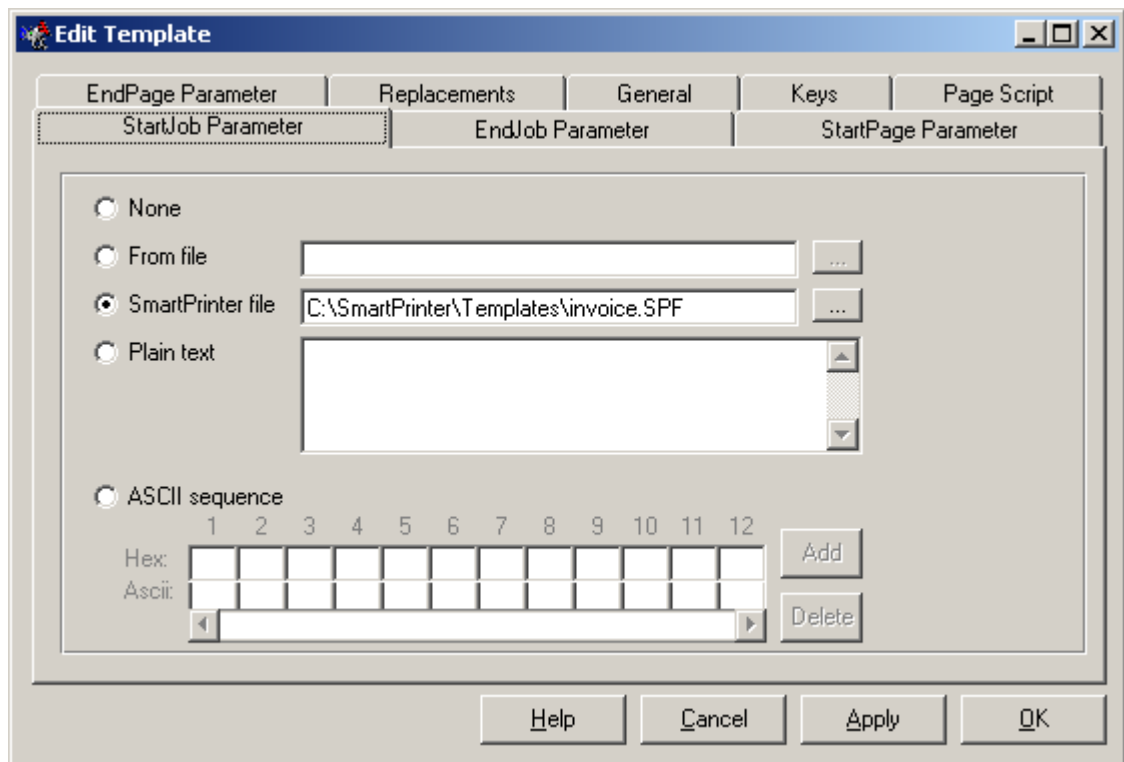 Edit Template
EndPage Parameter Replacements General Keys Page Script
StartJob Parameter EndJob Parameter StartPage Parameter
None
From file ...
SmartPrinter file C:\SmartPrinter\Templates\invoice.SPF ...
Plain text
ASCII sequence
1 2 3 4 5 6 7 8 9 10 11 12
Hex: Add
Ascii:
Delete
Help Cancel Apply OK